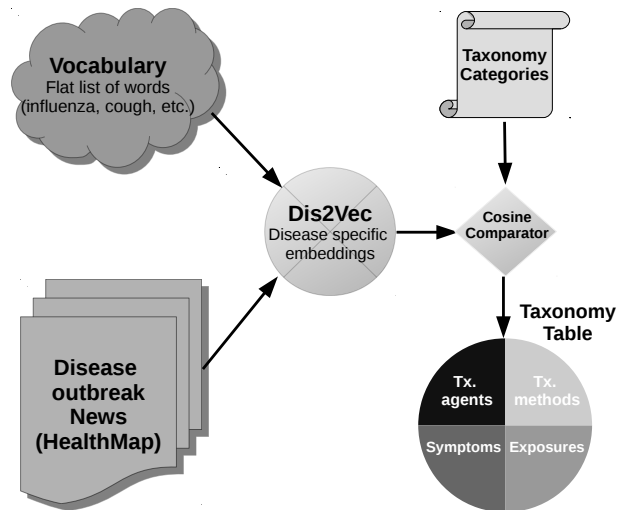 Vocabulary
Flat list of words
(influenza, cough, etc.)
Taxonomy
Categories
Dis2Vec
Disease specific
embeddings
Cosine
Comparator
Disease
outbreak
News
(HealthMap)
Taxonomy
Table
Tx.
agents
Tx.
methods
Symptoms
Exposures